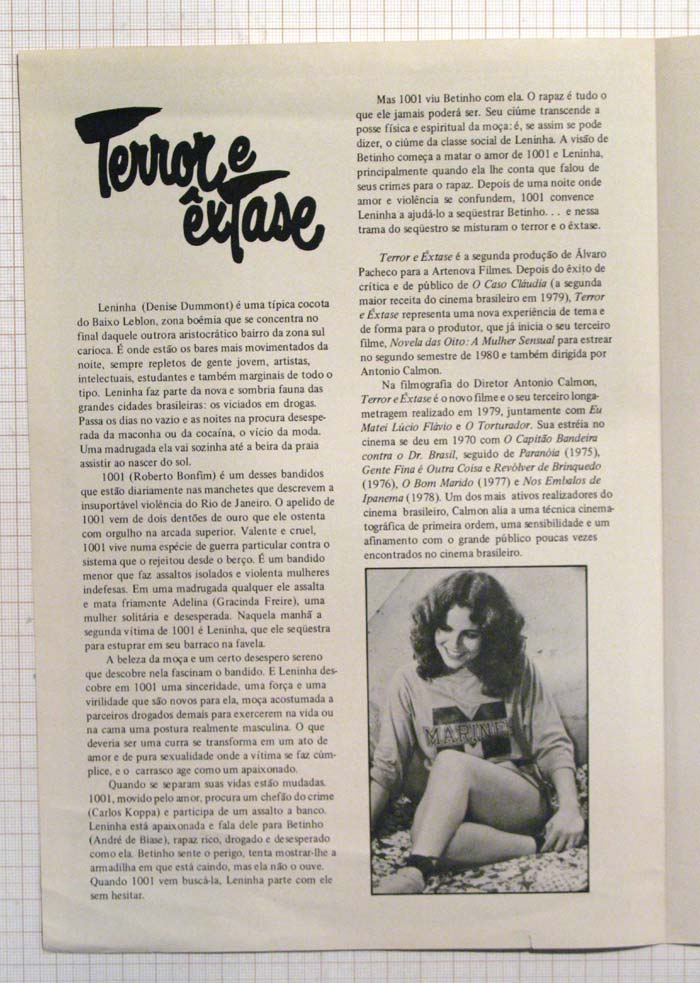 Terror e
êxTase
Leninha (Denise Dummont) é uma típica cocota
do Baixo Leblon, zona boêmia que se concentra no
final daquele outrora aristocrático bairro da zona sul
carioca. É onde estão os bares mais movimentados da
noite, sempre repletos de gente jovem, artistas,
intelectuais, estudantes e também marginais de todo o
tipo. Leninha faz parte da nova e sombria fauna das
grandes cidades brasileiras: os viciados em drogas.
Passa os dias no vazio e as noites na procura desespe-
rada da maconha ou da cocaína, o vício da moda.
Uma madrugada ela vai sozinha até a beira da praia
assistir ao nascer do sol.
1001 (Roberto Bonfim) é um desses bandidos
que estão diariamente nas manchetes que descrevem a
insuportável violência do Rio de Janeiro. O apelido de
1001 vem de dois dentões de ouro que ele ostenta
com orgulho na arcada superior. Valente e cruel,
1001 vive numa espécie de guerra particular contra o
sistema que o rejeitou desde o berço. É um bandido
menor que faz assaltos isolados e violenta mulheres
indefesas. Em uma madrugada qualquer ele assalta
e mata friamente Adelina (Gracinda Freire), uma
mulher solitária e desesperada. Naquela manhã a
segunda vítima de 1001 é Leninha, que ele seqüestra
para estuprar em seu barraco na favela.
A beleza da moça e um certo desespero sereno
que descobre nela fascinam o bandido. E Leninha des-
cobre em 1001 uma sinceridade, uma força e uma
virilidade que são novos para ela, moça acostumada a
parceiros drogados demais para exercerem na vida ou
na cama uma postura realmente masculina. O que
deveria ser uma curra se transforma em um ato de
amor e de pura sexualidade onde a vítima se faz cúm-
plice, e o carrasco age como um apaixonado.
Quando se separam suas vidas estão mudadas.
1001, movido pelo amor, procura um chefão do crime
(Carlos Koppa) e participa de um assalto a banco.
Leninha está apaixonada e fala dele para Betinho
(André de Biase), rapaz rico, drogado e desesperado
como ela. Betinho sente o perigo, tenta mostrar-lhe a
armadilha em que está caindo, mas ela não o ouve.
Quando 1001 vem buscá-la, Leninha parte com ele
sem hesitar.
Mas 1001 viu Betinho com ela. O rapaz é tudo o
que ele jamais poderá ser. Seu ciúme transcende a
posse física e espiritual da moça: é, se assim se pode
dizer, o ciúme da classe social de Leninha. A visão de
Betinho começa a matar o amor de 1001 e Leninha,
principalmente quando ela lhe conta que falou de
seus crimes para o rapaz. Depois de uma noite onde
amor e violência se confundem, 1001 convence
Leninha a ajudá-lo a seqüestrar Betinho. . . e nessa
trama do seqüestro se misturam o terror e o êxtase.
Terror e Êxtase é a segunda produção de Álvaro
Pacheco para a Artenova Filmes. Depois do êxito de
crítica e de público de O Caso Cláudia (a segunda
maior receita do cinema brasileiro em 1979), Terror
e Êxtase representa uma nova experiência de tema e
de forma para o produtor, que já inicia o seu terceiro
filme, Novela das Oito: A Mulher Sensual para estrear
no segundo semestre de 1980 e também dirigida por
Antonio Calmon.
Na filmografia do Diretor Antonio Calmon,
Terror e Êxtase é o novo filme e o seu terceiro longa-
metragem realizado em 1979, juntamente com Eu
Matei Lúcio Flávio e O Torturador. Sua estréia no
cinema se deu em 1970 com O Capitão Bandeira
contra o Dr. Brasil, seguido de Paranóia (1975),
Gente Fina é Outra Coisa e Revólver de Brinquedo
(1976), O Bom Marido (1977) e Nos Embalos de
Ipanema (1978). Um dos mais ativos realizadores do
cinema brasileiro, Calmon alia a uma técnica cinema-
tográfica de primeira ordem, uma sensibilidade e um
afinamento com o grande público poucas vezes
encontrados no cinema brasileiro.
M
MARINES